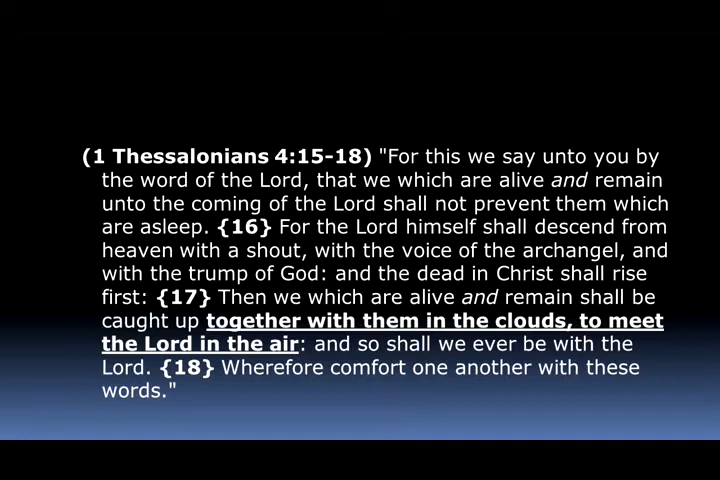 (1 Thessalonians 4:15-18) "For this we say unto you by
the word of the Lord, that we which are alive and remain
unto the coming of the Lord shall not prevent them which
are asleep. {16} For the Lord himself shall descend from
heaven with a shout, with the voice of the archangel, and
with the trump of God: and the dead in Christ shall rise
first: {17} Then we which are alive and remain shall be
caught up together with them in the clouds, to meet
the Lord in the air: and so shall we ever be with the
Lord. {18} Wherefore comfort one another with these
words."